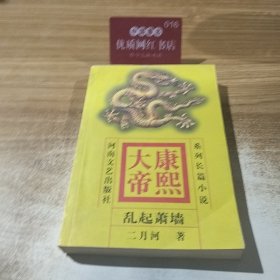 016
优质网红书店
系列长篇小说
康熙
大帝
河南文艺出版社
乱起萧墙
二月河 著